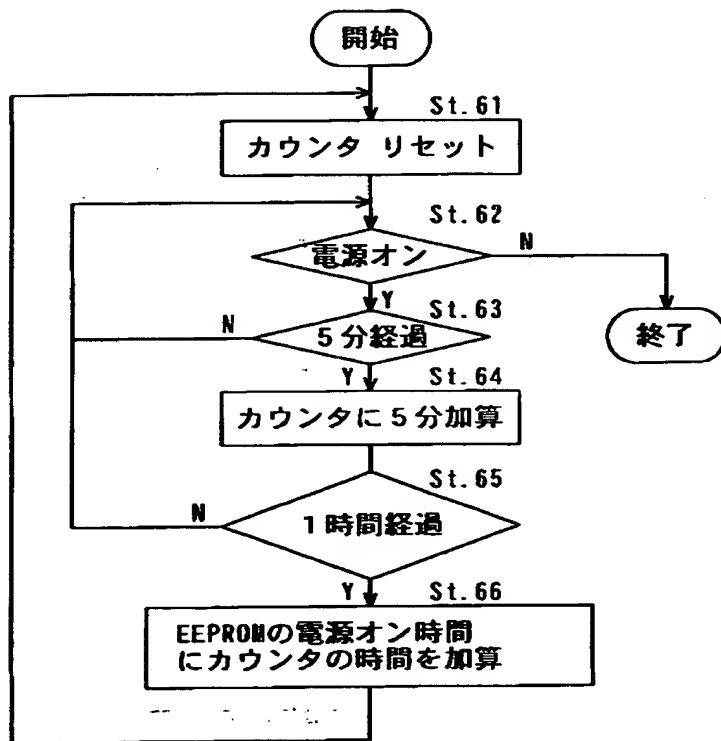 開始
St.61
カウンタ リセット
St.62
電源オン
N
Y
St.63
N
5分経過
終了
Y
St.64
カウンタに5分加算
St.65
N
1時間経過
Y
St.66
EEPROMの電源オン時間
にカウンタの時間を加算